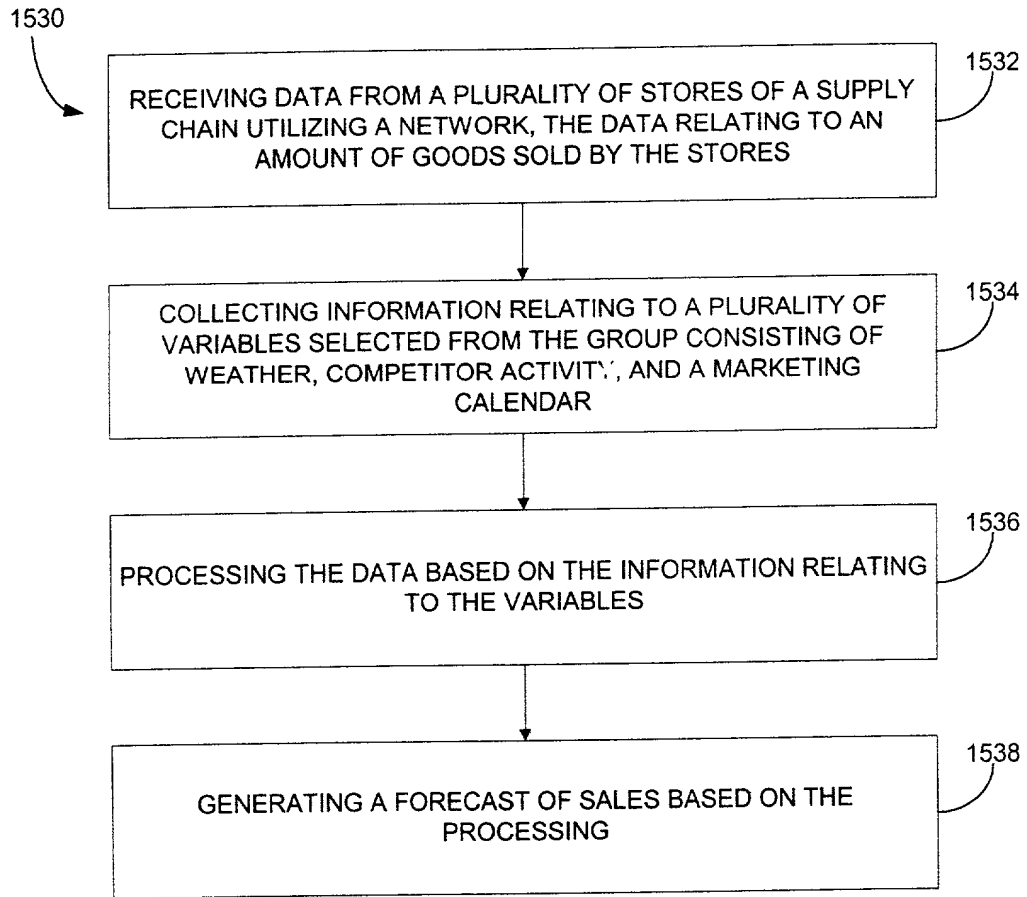 1530
1532
RECEIVING DATA FROM A PLURALITY OF STORES OF A SUPPLY
CHAIN UTILIZING A NETWORK, THE DATA RELATING TO AN
AMOUNT OF GOODS SOLD BY THE STORES
1534
COLLECTING INFORMATION RELATING TO A PLURALITY OF
VARIABLES SELECTED FROM THE GROUP CONSISTING OF
WEATHER, COMPETITOR ACTIVITY, AND A MARKETING
CALENDAR
1536
PROCESSING THE DATA BASED ON THE INFORMATION RELATING
TO THE VARIABLES
1538
GENERATING A FORECAST OF SALES BASED ON THE
PROCESSING